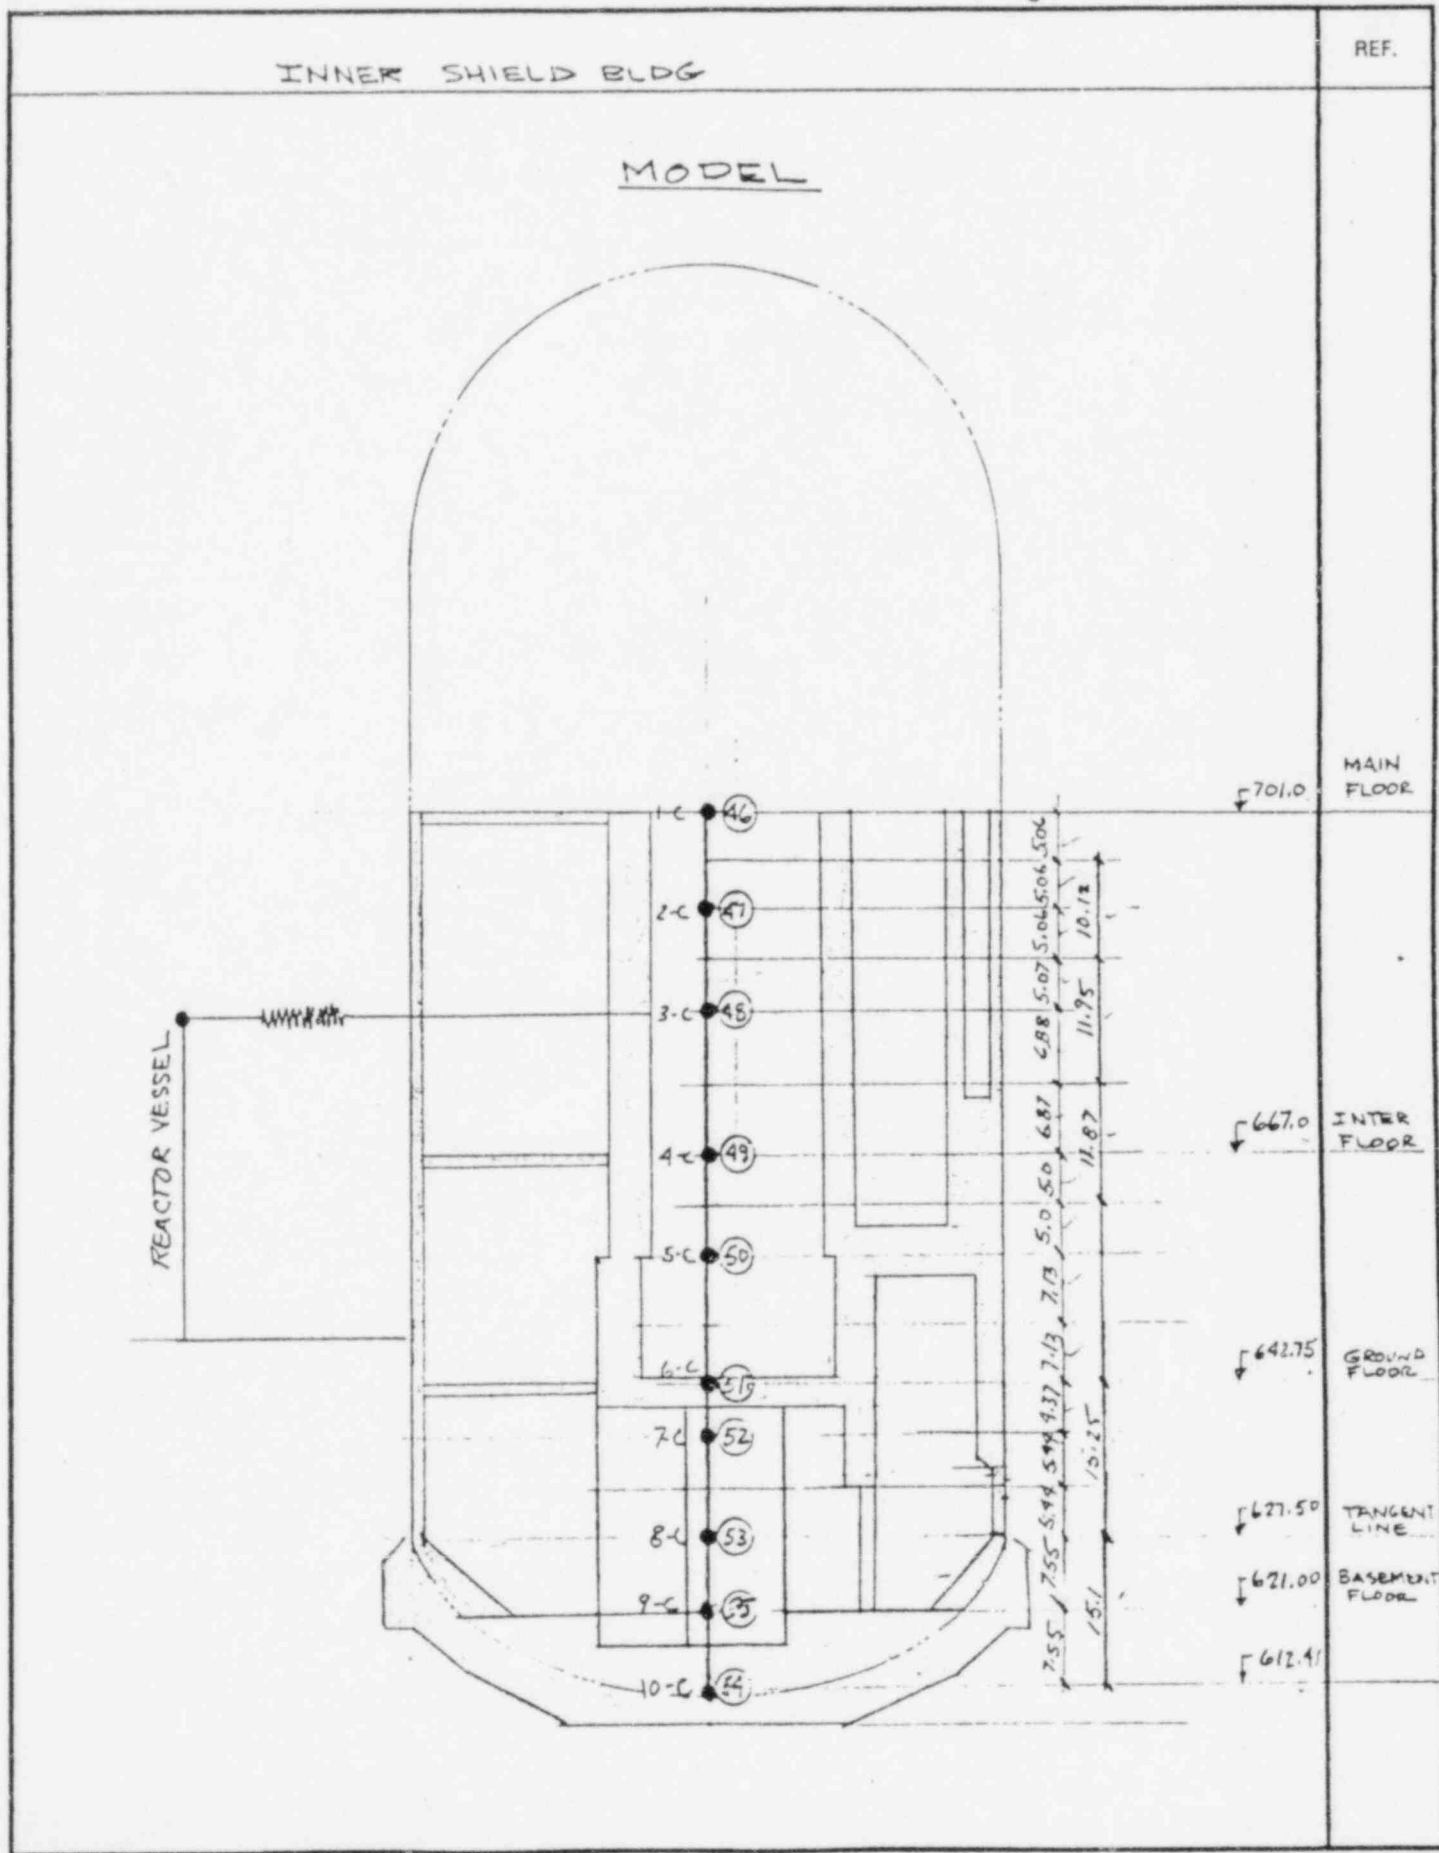 REF.
INNER SHIELD BLDG
MODEL
MAIN
FLOOR
701.0
1-C 46
5.06
5.06
10.12
2-C 47
5.06
5.07
11.95
3-C 48
6.88
REACTOR VESSEL
6.87
11.87
667.0
INTER
FLOOR
4-C 49
5.0
5.0
5-C 50
7.13
7.13
642.75
GROUND
FLOOR
6-C 51
4.37
15.25
7-C 52
5.44
5.44
627.50
TANGENT
LINE
8-C 53
7.55
15.1
621.00
BASEMENT
FLOOR
9-C
7.55
612.41
10-C 54